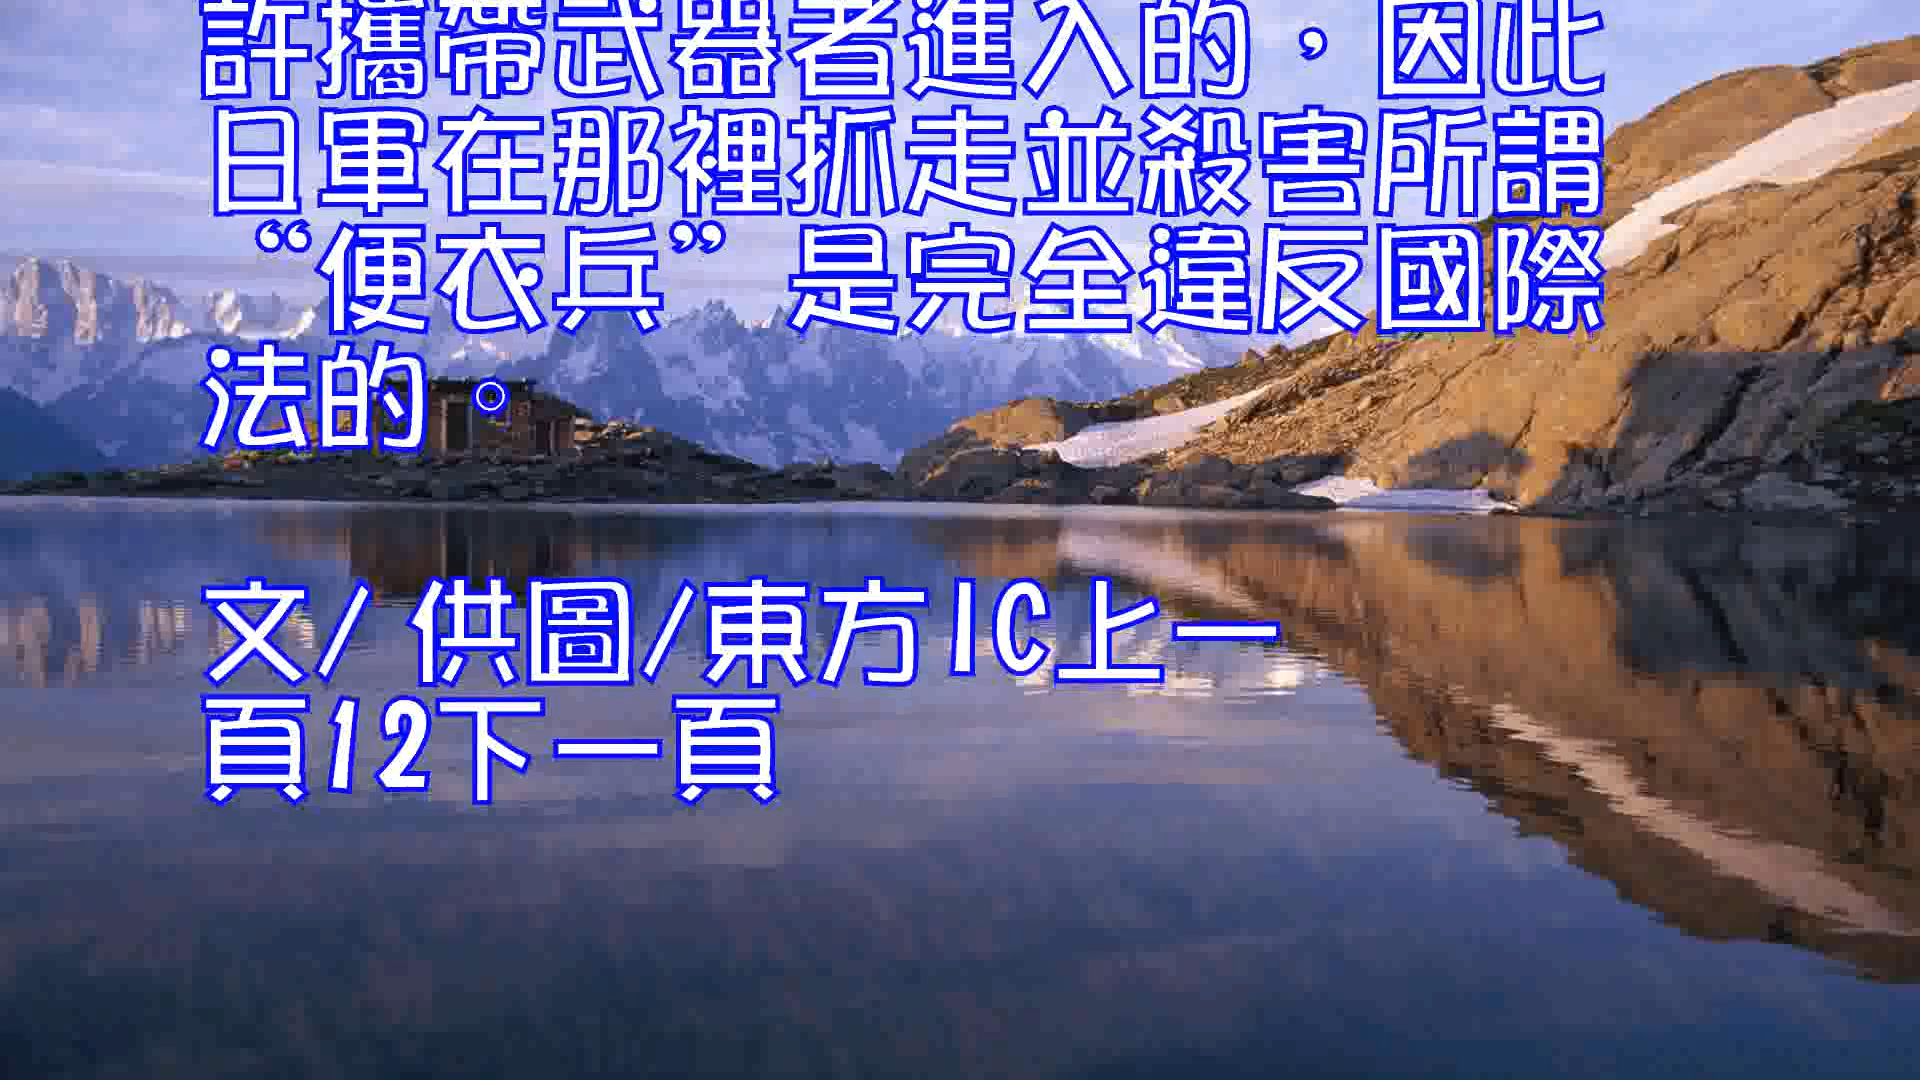 許攜帶武器者進入的，因此
日軍在那裡抓走並殺害所謂
“便衣兵”是完全違反國際
法的。
文/ 供圖/東方IC上一
頁12下一頁